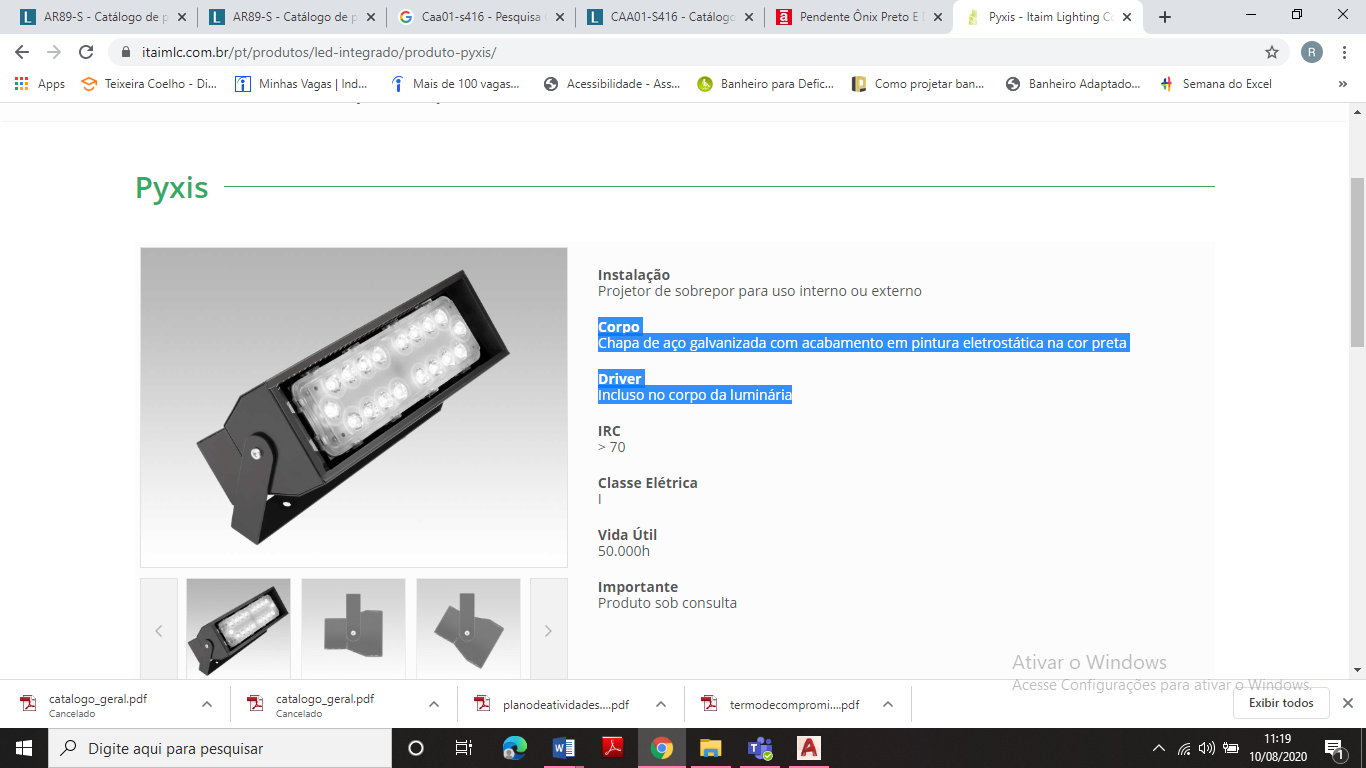 AR89-S - Catálogo de p
AR89-S - Catálogo de p
Caa01-s416 - Pesquisa
CAA01-S416 - Catálogo
Pendente Ônix Preto E
Pyxis - Itaim Lighting Co
itaimlc.com.br/pt/produtos/led-integrado/produto-pyxis/
R
Apps
Teixeira Coelho - Di...
Minhas Vagas | Ind...
Mais de 100 vagas...
Acessibilidade - Ass...
Banheiro para Defic...
Como projetar ban...
Banheiro Adaptado...
Semana do Excel
»
Pyxis
Instalação
Projetor de sobrepor para uso interno ou externo
Corpo
Chapa de aço galvanizada com acabamento em pintura eletrostática na cor preta
Driver
Incluso no corpo da luminária
IRC
> 70
Classe Elétrica
I
Vida Útil
50.000h
Importante
Produto sob consulta
Ativar o Windows
Acesse Configurações para ativar o Windows.
catalogo_geral.pdf
Cancelado
catalogo_geral.pdf
Cancelado
planodeatividades....pdf
termodecompromi....pdf
Exibir todos
Digite aqui para pesquisar
11:19
10/08/2020
1